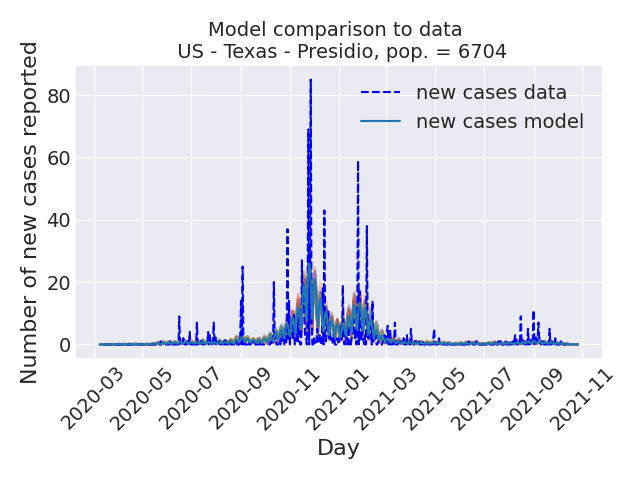 Model comparison to data
US - Texas - Presidio, pop. = 6704
Number of new cases reported
80
60
40
20
0
new cases data
new cases model
2020-03
2020-05
2020-07
2020-09
2020-11
2021-01
2021-03
2021-05
2021-07
2021-09
2021-11
Day